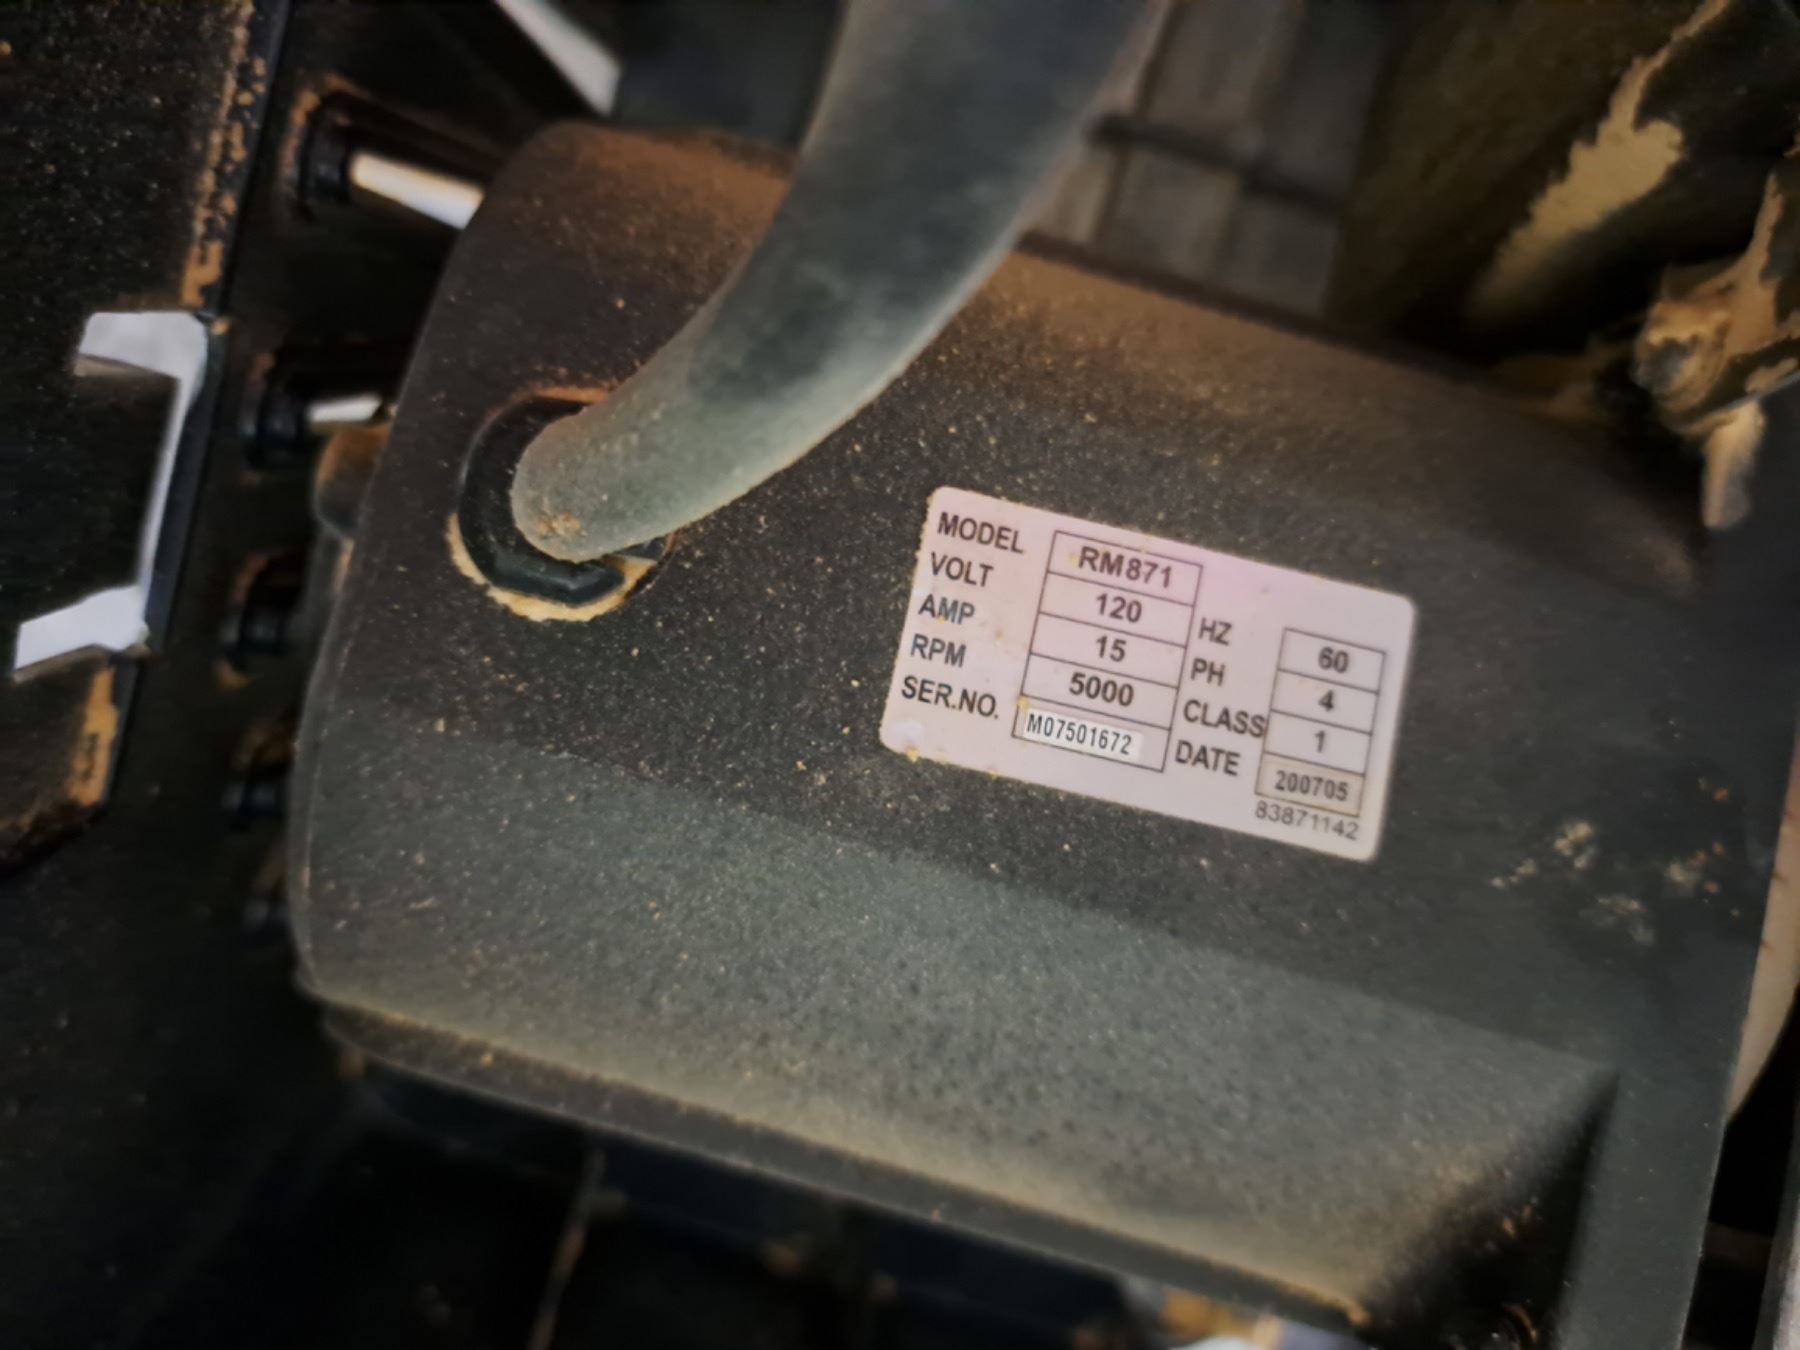 MODEL RM871
VOLT 120 HZ 60
AMP 15 PH 4
RPM 5000 CLASS 1
SER.NO. M07501672 DATE 200705
83871142